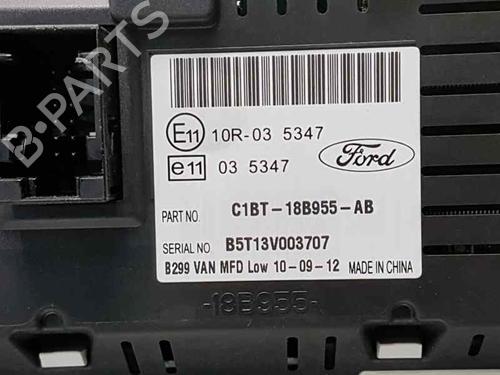 B-PARTS
E11 10R-03 5347
e11 03 5347
Ford
PART NO. C1BT-18B955-AB
SERIAL NO. B5T13V003707
B299 VAN MFD Low 10-09-12 MADE IN CHINA
-18B955-